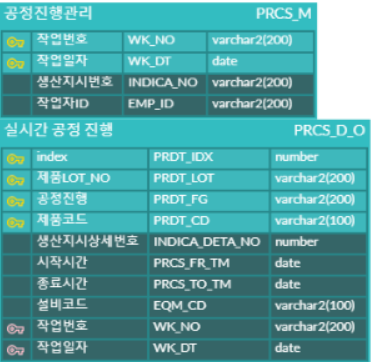 공정진행관리 PRCS_M
작업번호 WK_NO varchar2(200)
작업일자 WK_DT date
생산지시번호 INDICA_NO varchar2(200)
작업자ID EMP_ID varchar2(200)
실시간 공정 진행 PRCS_D_O
index PRDT_IDX number
제품LOT_NO PRDT_LOT varchar2(200)
공정진행 PRDT_FG varchar2(200)
제품코드 PRDT_CD varchar2(100)
생산지시상세번호 INDICA_DETA_NO number
시작시간 PRCS_FR_TM date
종료시간 PRCS_TO_TM date
설비코드 EQM_CD varchar2(100)
작업번호 WK_NO varchar2(200)
작업일자 WK_DT date